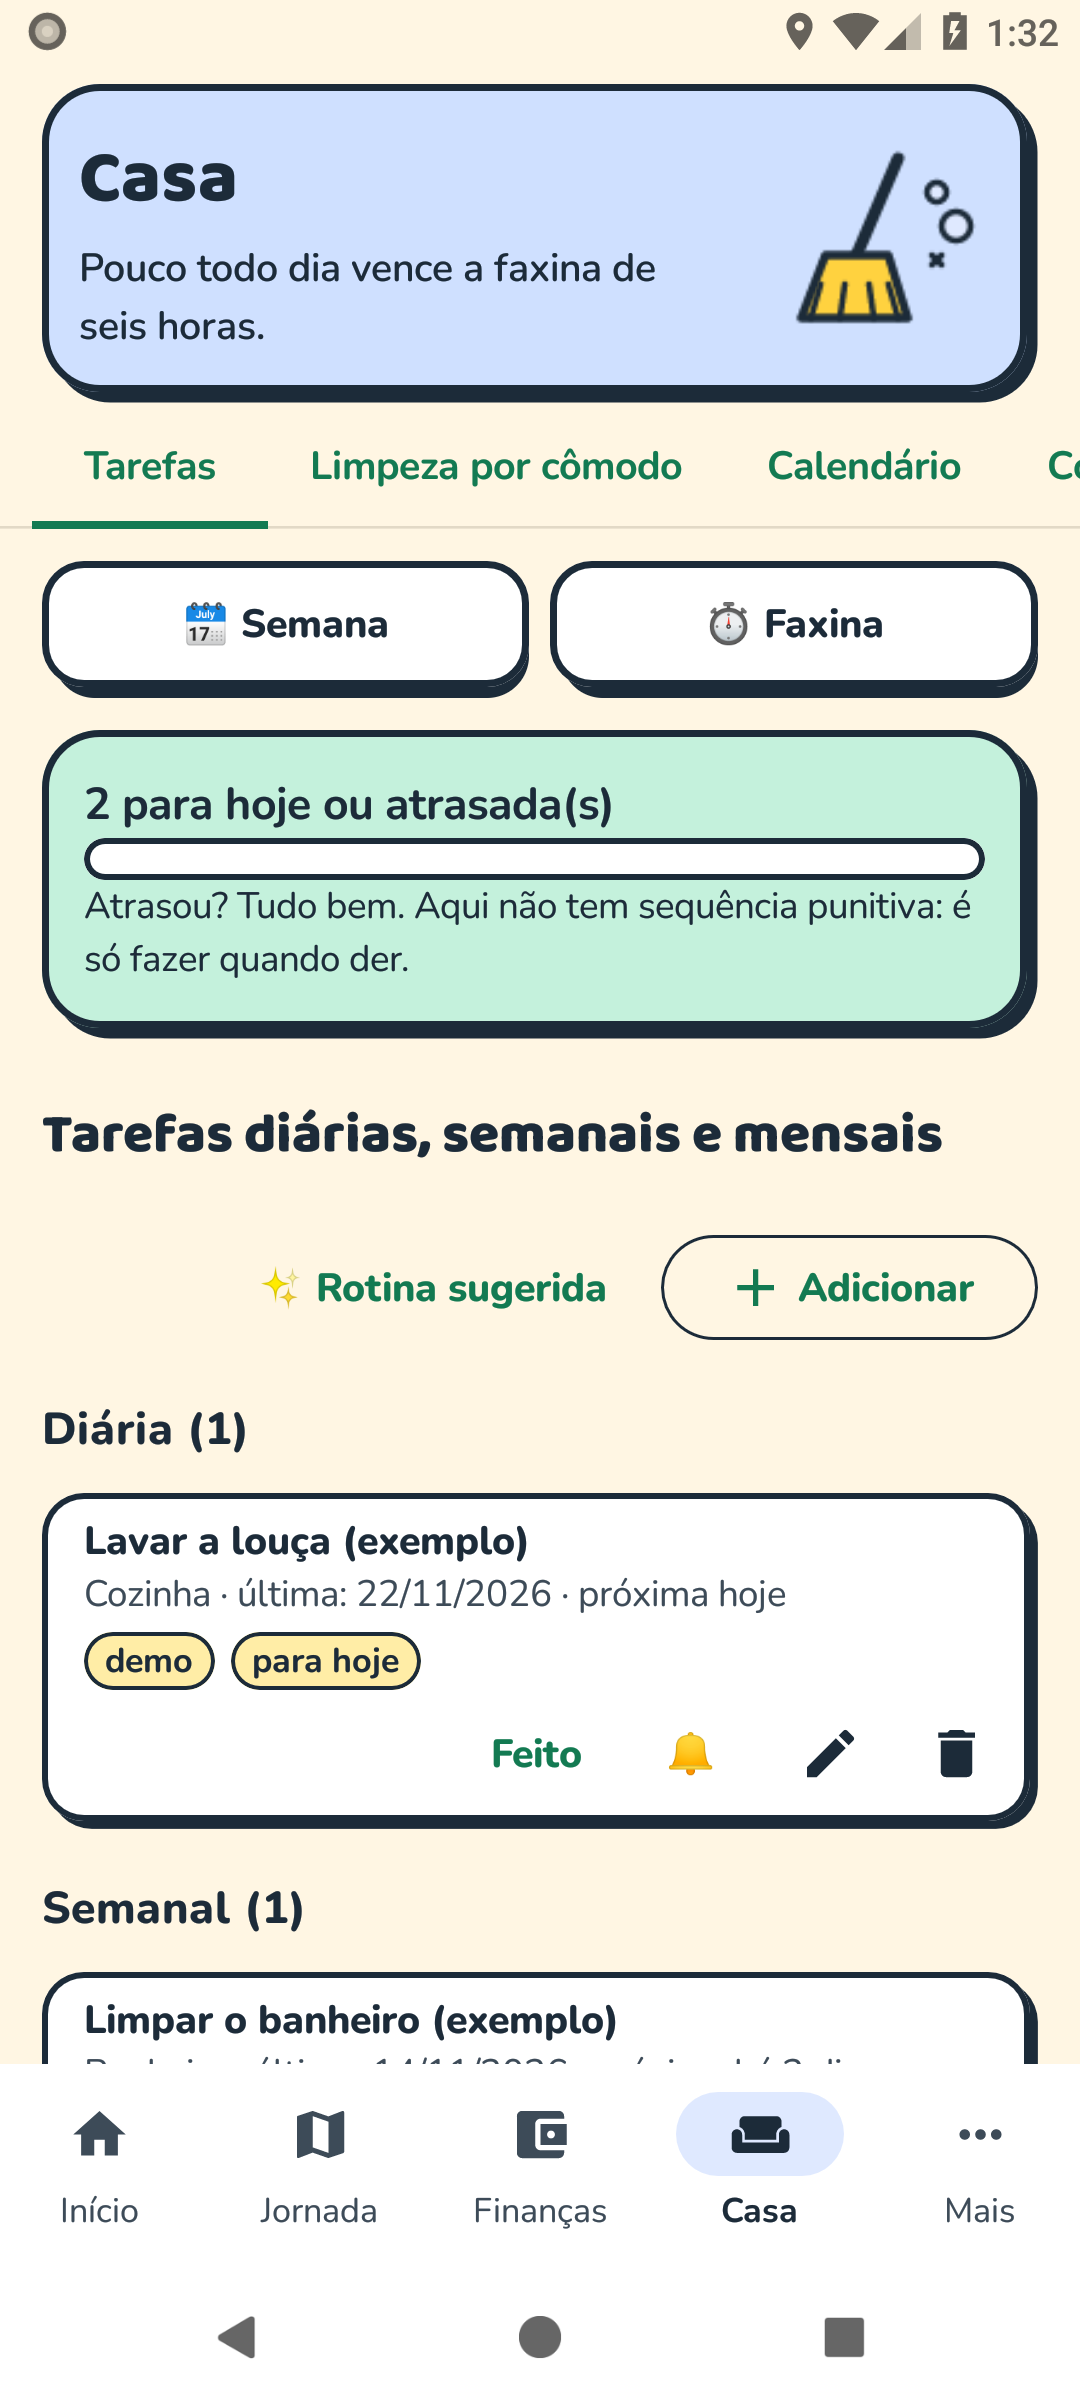 1:32
Casa
Pouco todo dia vence a faxina de
seis horas.
Tarefas
Limpeza por cômodo
Calendário
Semana
Faxina
2 para hoje ou atrasada(s)
Atrasou? Tudo bem. Aqui não tem sequência punitiva: é
só fazer quando der.
Tarefas diárias, semanais e mensais
✨ Rotina sugerida
+ Adicionar
Diária (1)
Lavar a louça (exemplo)
Cozinha · última: 22/11/2026 · próxima hoje
demo
para hoje
Feito
Semanal (1)
Limpar o banheiro (exemplo)
Início
Jornada
Finanças
Casa
Mais